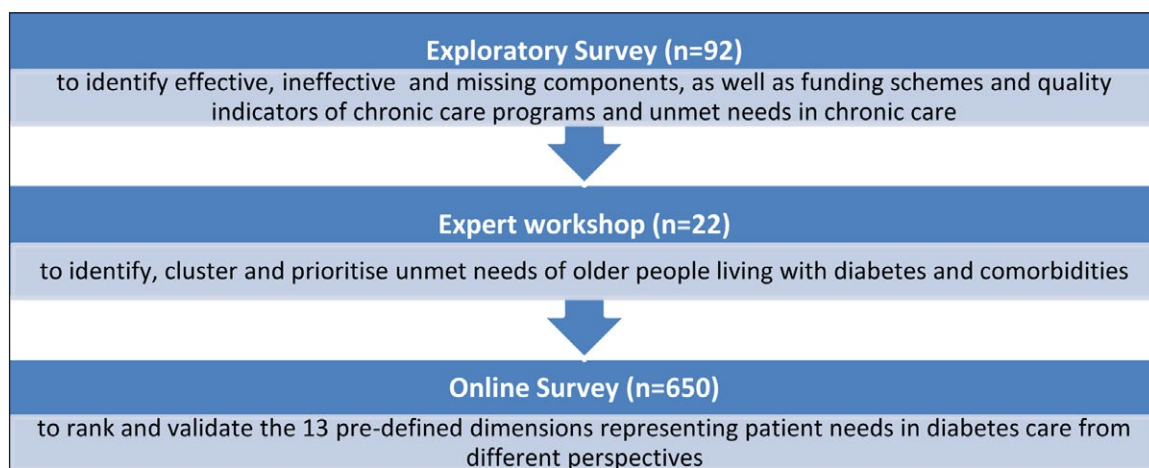 Exploratory Survey (n=92)
to identify effective, ineffective and missing components, as well as funding schemes and quality
indicators of chronic care programs and unmet needs in chronic care
Expert workshop (n=22)
to identify, cluster and prioritise unmet needs of older people living with diabetes and comorbidities
Online Survey (n=650)
to rank and validate the 13 pre-defined dimensions representing patient needs in diabetes care from
different perspectives